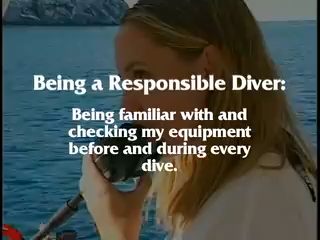 Being a Responsible Diver:
Being familiar with and
checking my equipment
before and during every
dive.